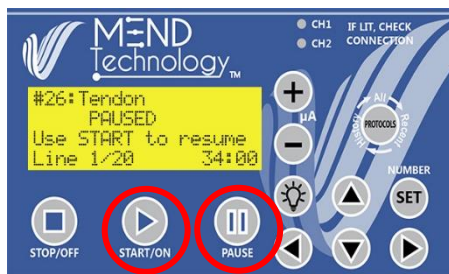 MEND
Technology™
CH1
CH2
IF LIT, CHECK
CONNECTION
#26:Tendon
PAUSED
Use START to resume
Line 1/20 34:00
μA
All
Recent
History
PROTOCOLS
NUMBER
SET
STOP/OFF
START/ON
PAUSE